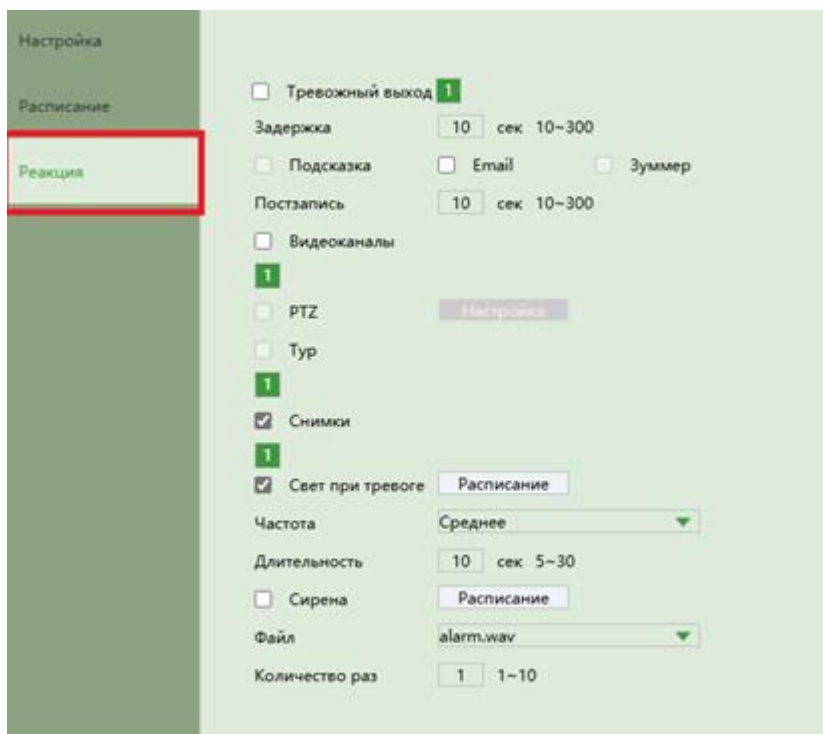 Настройка
Расписание
Реакция
Тревожный выход 1
Задержка 10 сек 10~300
Подсказка Email Зуммер
Постзапись 10 сек 10~300
Видеоканалы
1
PTZ Настройка
Тур
1
Снимки
1
Свет при тревоге Расписание
Частота Среднее
Длительность 10 сек 5~30
Сирена Расписание
Файл alarm.wav
Количество раз 1 1~10